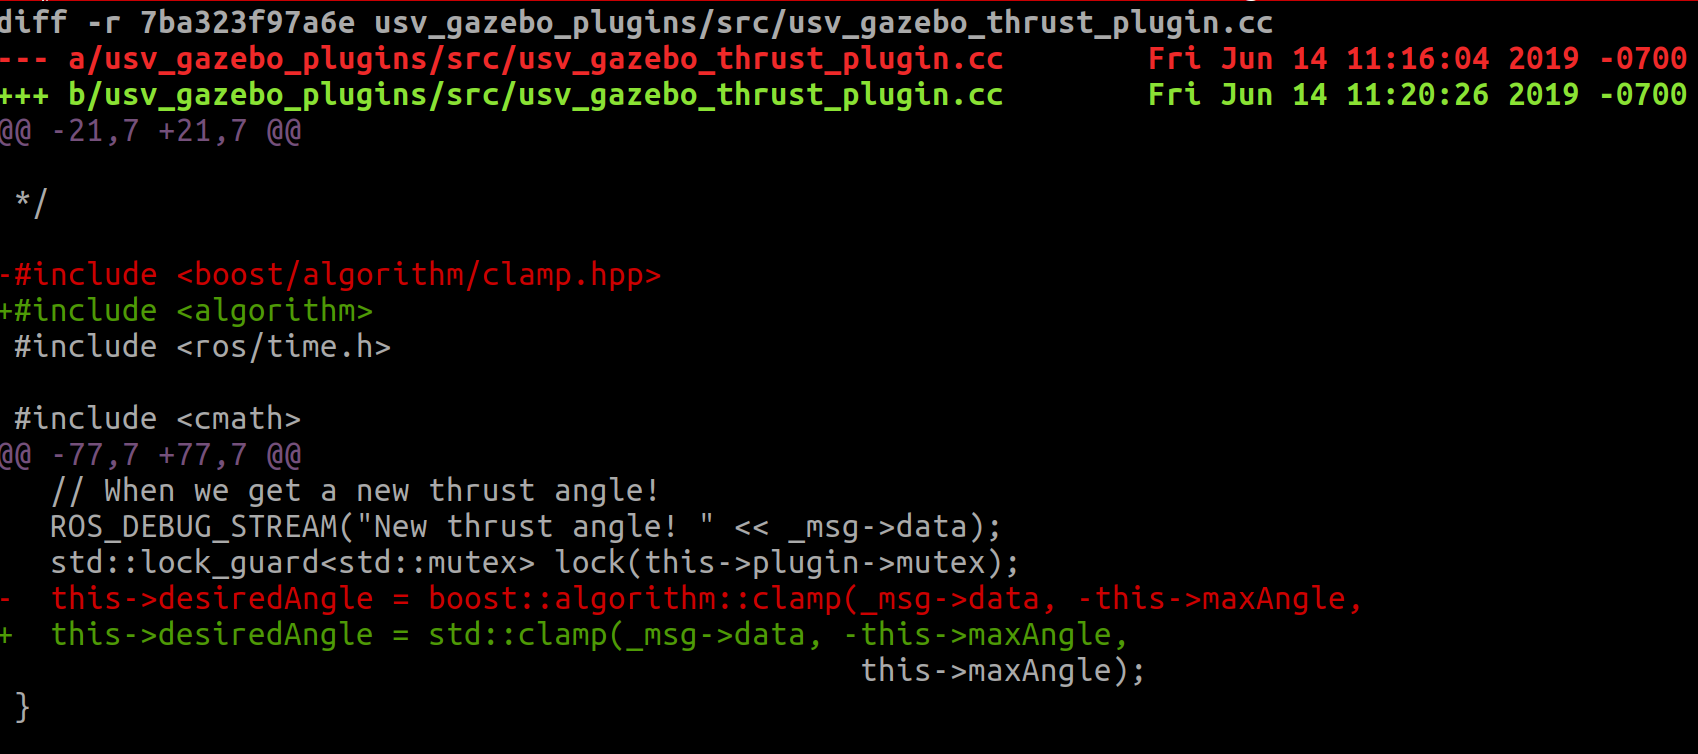 diff -r 7ba323f97a6e usv_gazebo_plugins/src/usv_gazebo_thrust_plugin.cc
--- a/usv_gazebo_plugins/src/usv_gazebo_thrust_plugin.cc        Fri Jun 14 11:16:04 2019 -0700
+++ b/usv_gazebo_plugins/src/usv_gazebo_thrust_plugin.cc        Fri Jun 14 11:20:26 2019 -0700
@@ -21,7 +21,7 @@
 */
-#include <boost/algorithm/clamp.hpp>
+#include <algorithm>
 #include <ros/time.h>
 #include <cmath>
@@ -77,7 +77,7 @@
   // When we get a new thrust angle!
   ROS_DEBUG_STREAM("New thrust angle! " << _msg->data);
   std::lock_guard<std::mutex> lock(this->plugin->mutex);
-  this->desiredAngle = boost::algorithm::clamp(_msg->data, -this->maxAngle,
+  this->desiredAngle = std::clamp(_msg->data, -this->maxAngle,
                                                this->maxAngle);
 }